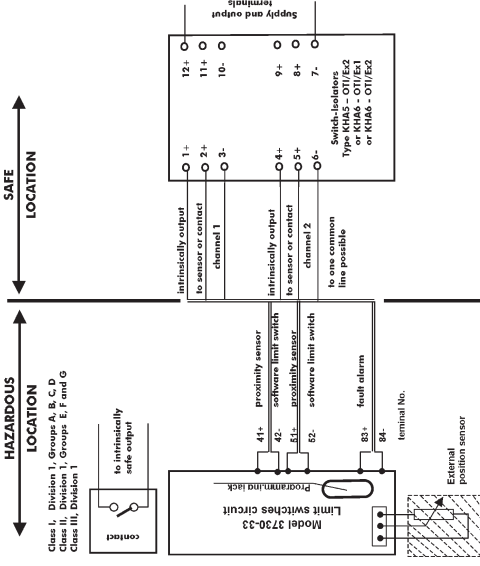 HAZARDOUS
LOCATION
SAFE
LOCATION
Class I, Division 1, Groups A, B, C, D
Class II, Division 1, Groups E, F and G
Class III, Division 1
contact
to intrinsically
safe output
Model 3730-33
Limit switches circuit
Programm.ing jack
External
position sensor
41+
42-
51+
52-
83+
84-
terminal No.
proximity sensor
software limit switch
proximity sensor
software limit switch
fault alarm
intrinsically output
to sensor or contact
channel 1
intrinsically output
to sensor or contact
channel 2
to one common
line possible
1+
2+
3-
4+
5+
6-
Switch-Isolators
Type KHA5 - OTI/Ex2
or KHA6 - OTI/Ex1
or KHA6 - OTI/Ex2
12+
11+
10-
9+
8+
7-
Supply and output
terminals